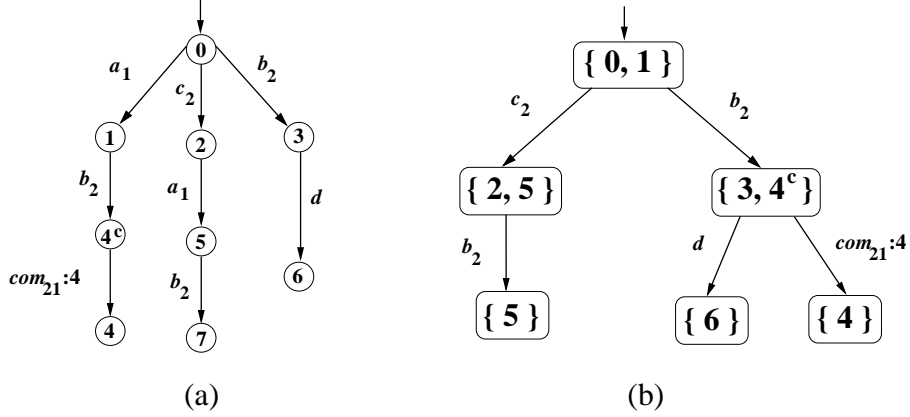 0
{ 0, 1 }
a1
c2
b2
c2
b2
1
2
3
{ 2, 5 }
{ 3, 4c }
b2
a1
d
b2
d
com21:4
4c
5
com21:4
b2
6
{ 5 }
{ 6 }
{ 4 }
4
7
(a)
(b)